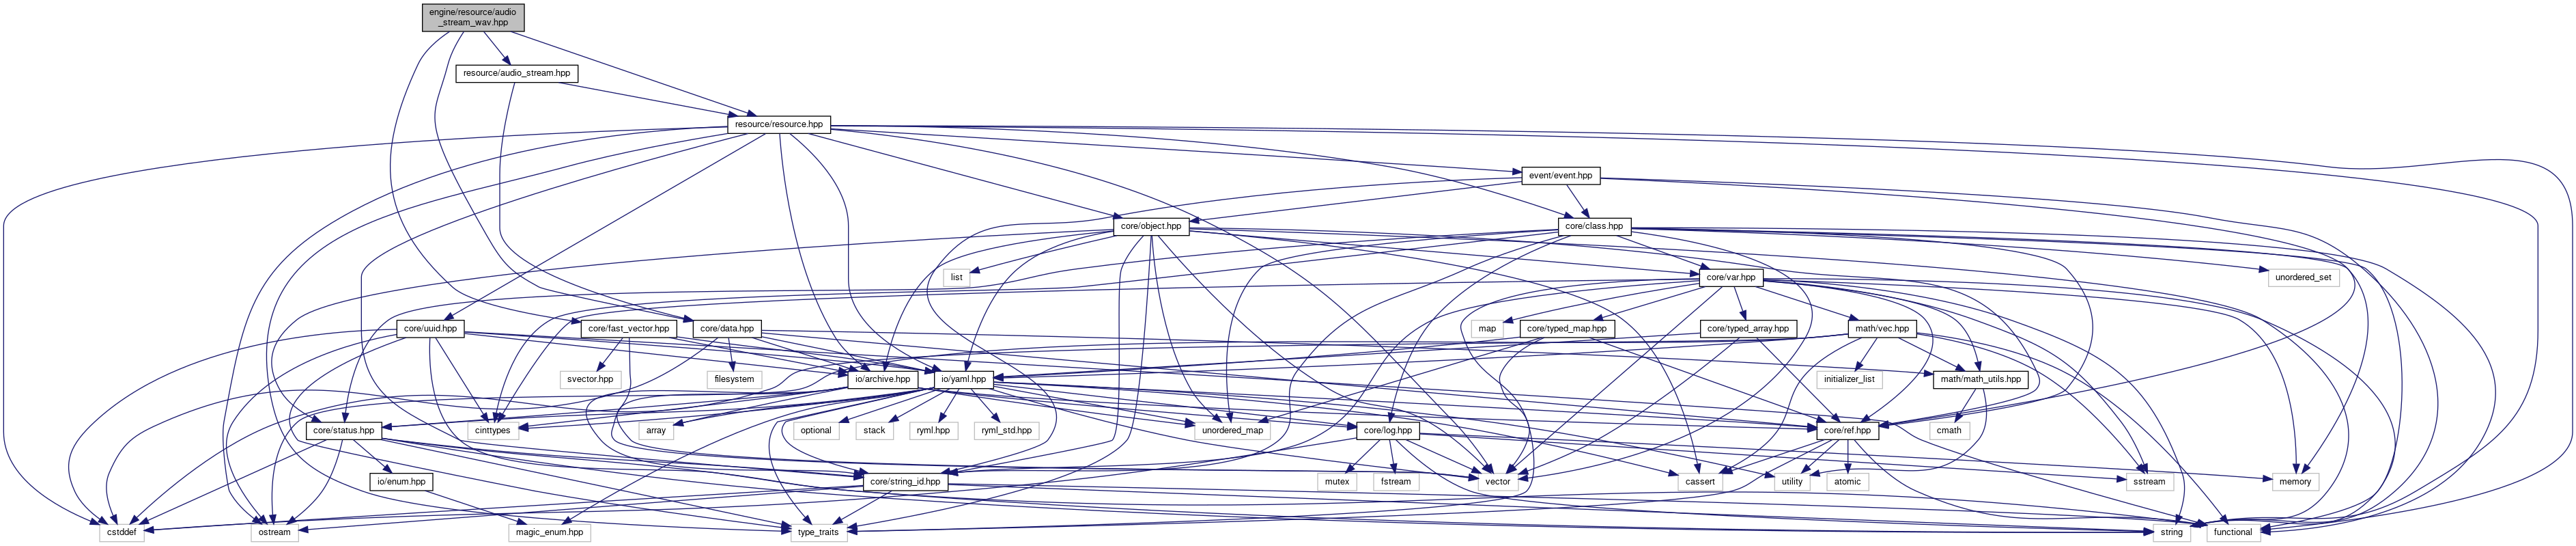 engine/resource/audio
_stream_wav.hpp
resource/audio_stream.hpp
resource/resource.hpp
event/event.hpp
core/object.hpp
core/class.hpp
list
core/var.hpp
unordered_set
core/uuid.hpp
core/fast_vector.hpp
core/data.hpp
map
core/typed_map.hpp
core/typed_array.hpp
math/vec.hpp
svector.hpp
filesystem
io/archive.hpp
io/yaml.hpp
initializer_list
math/math_utils.hpp
core/status.hpp
cinttypes
array
optional
stack
ryml.hpp
ryml_std.hpp
unordered_map
core/log.hpp
core/ref.hpp
cmath
io/enum.hpp
core/string_id.hpp
mutex
fstream
vector
cassert
utility
atomic
sstream
memory
cstddef
ostream
magic_enum.hpp
type_traits
string
functional